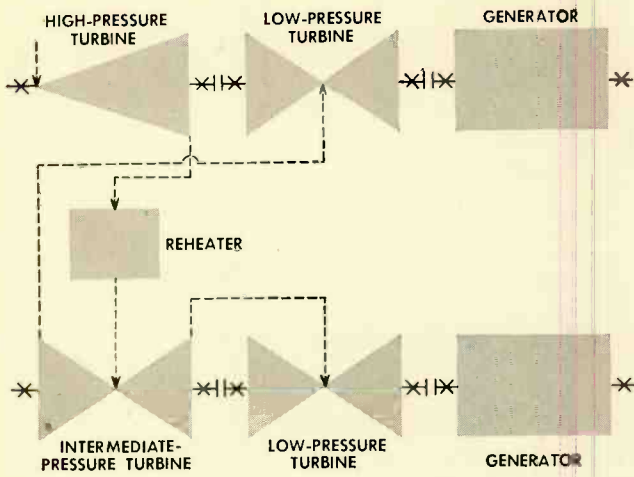 HIGH-PRESSURE
TURBINE
LOW-PRESSURE
TURBINE
GENERATOR
REHEATER
INTERMEDIATE-
PRESSURE TURBINE
LOW-PRESSURE
TURBINE
GENERATOR